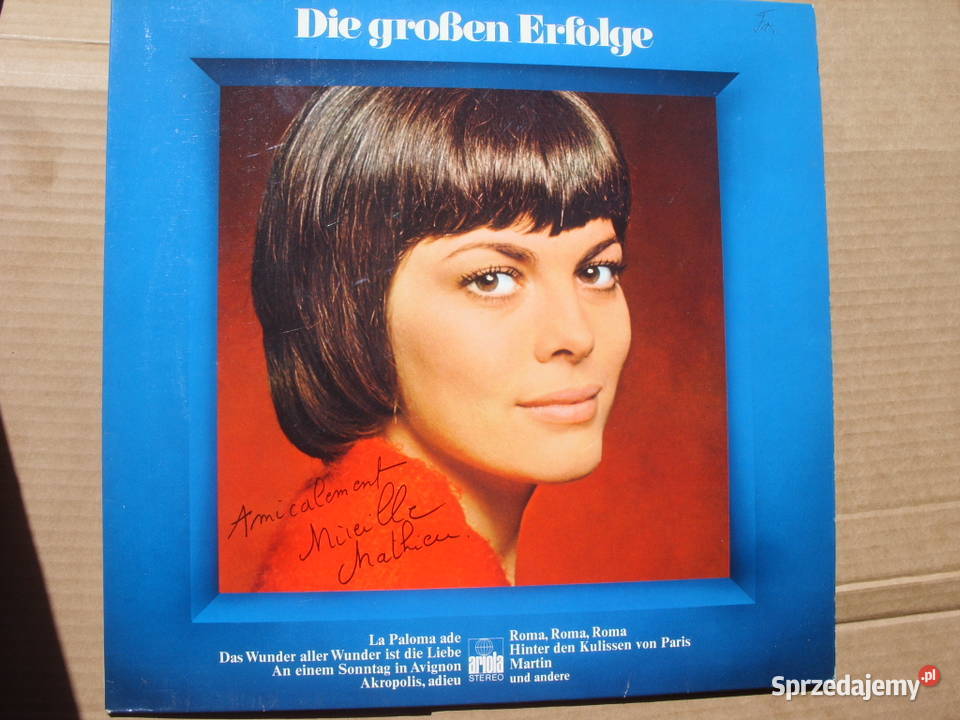 Die großen Erfolge
Amicalement
Mireille
Mathieu.
La Paloma ade
Das Wunder aller Wunder ist die Liebe
An einem Sonntag in Avignon
Akropolis, adieu
ariola
STEREO
Roma, Roma, Roma
Hinter den Kulissen von Paris
Martin
und andere
Sprzedajemy.pl